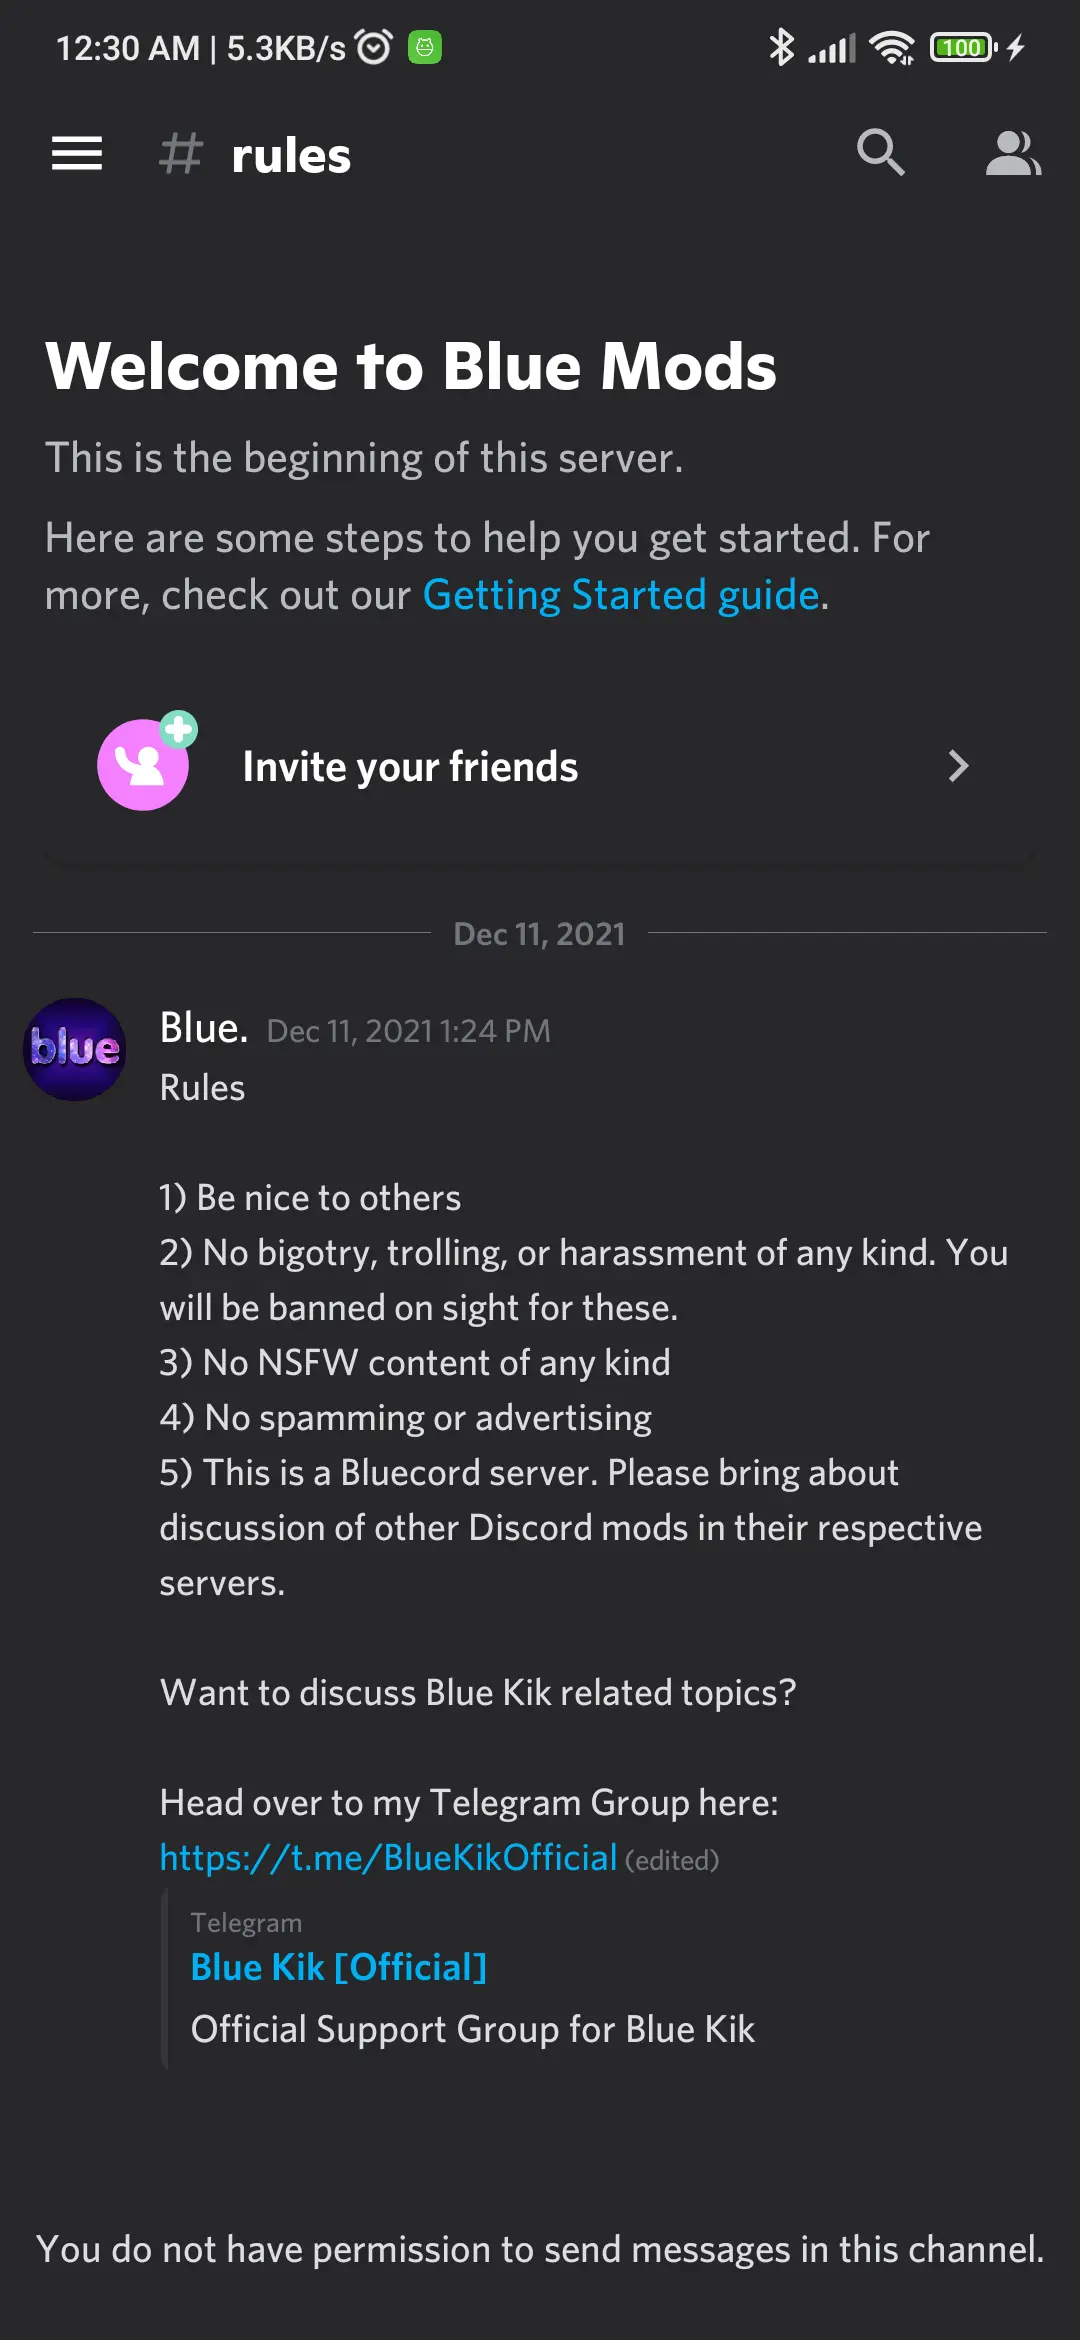 12:30 AM | 5.3KB/s
100
# rules
Welcome to Blue Mods
This is the beginning of this server.
Here are some steps to help you get started. For
more, check out our Getting Started guide.
Invite your friends
Dec 11, 2021
blue
Blue. Dec 11, 2021 1:24 PM
Rules
1) Be nice to others
2) No bigotry, trolling, or harassment of any kind. You
will be banned on sight for these.
3) No NSFW content of any kind
4) No spamming or advertising
5) This is a Bluecord server. Please bring about
discussion of other Discord mods in their respective
servers.
Want to discuss Blue Kik related topics?
Head over to my Telegram Group here:
https://t.me/BlueKikOfficial (edited)
Telegram
Blue Kik [Official]
Official Support Group for Blue Kik
You do not have permission to send messages in this channel.